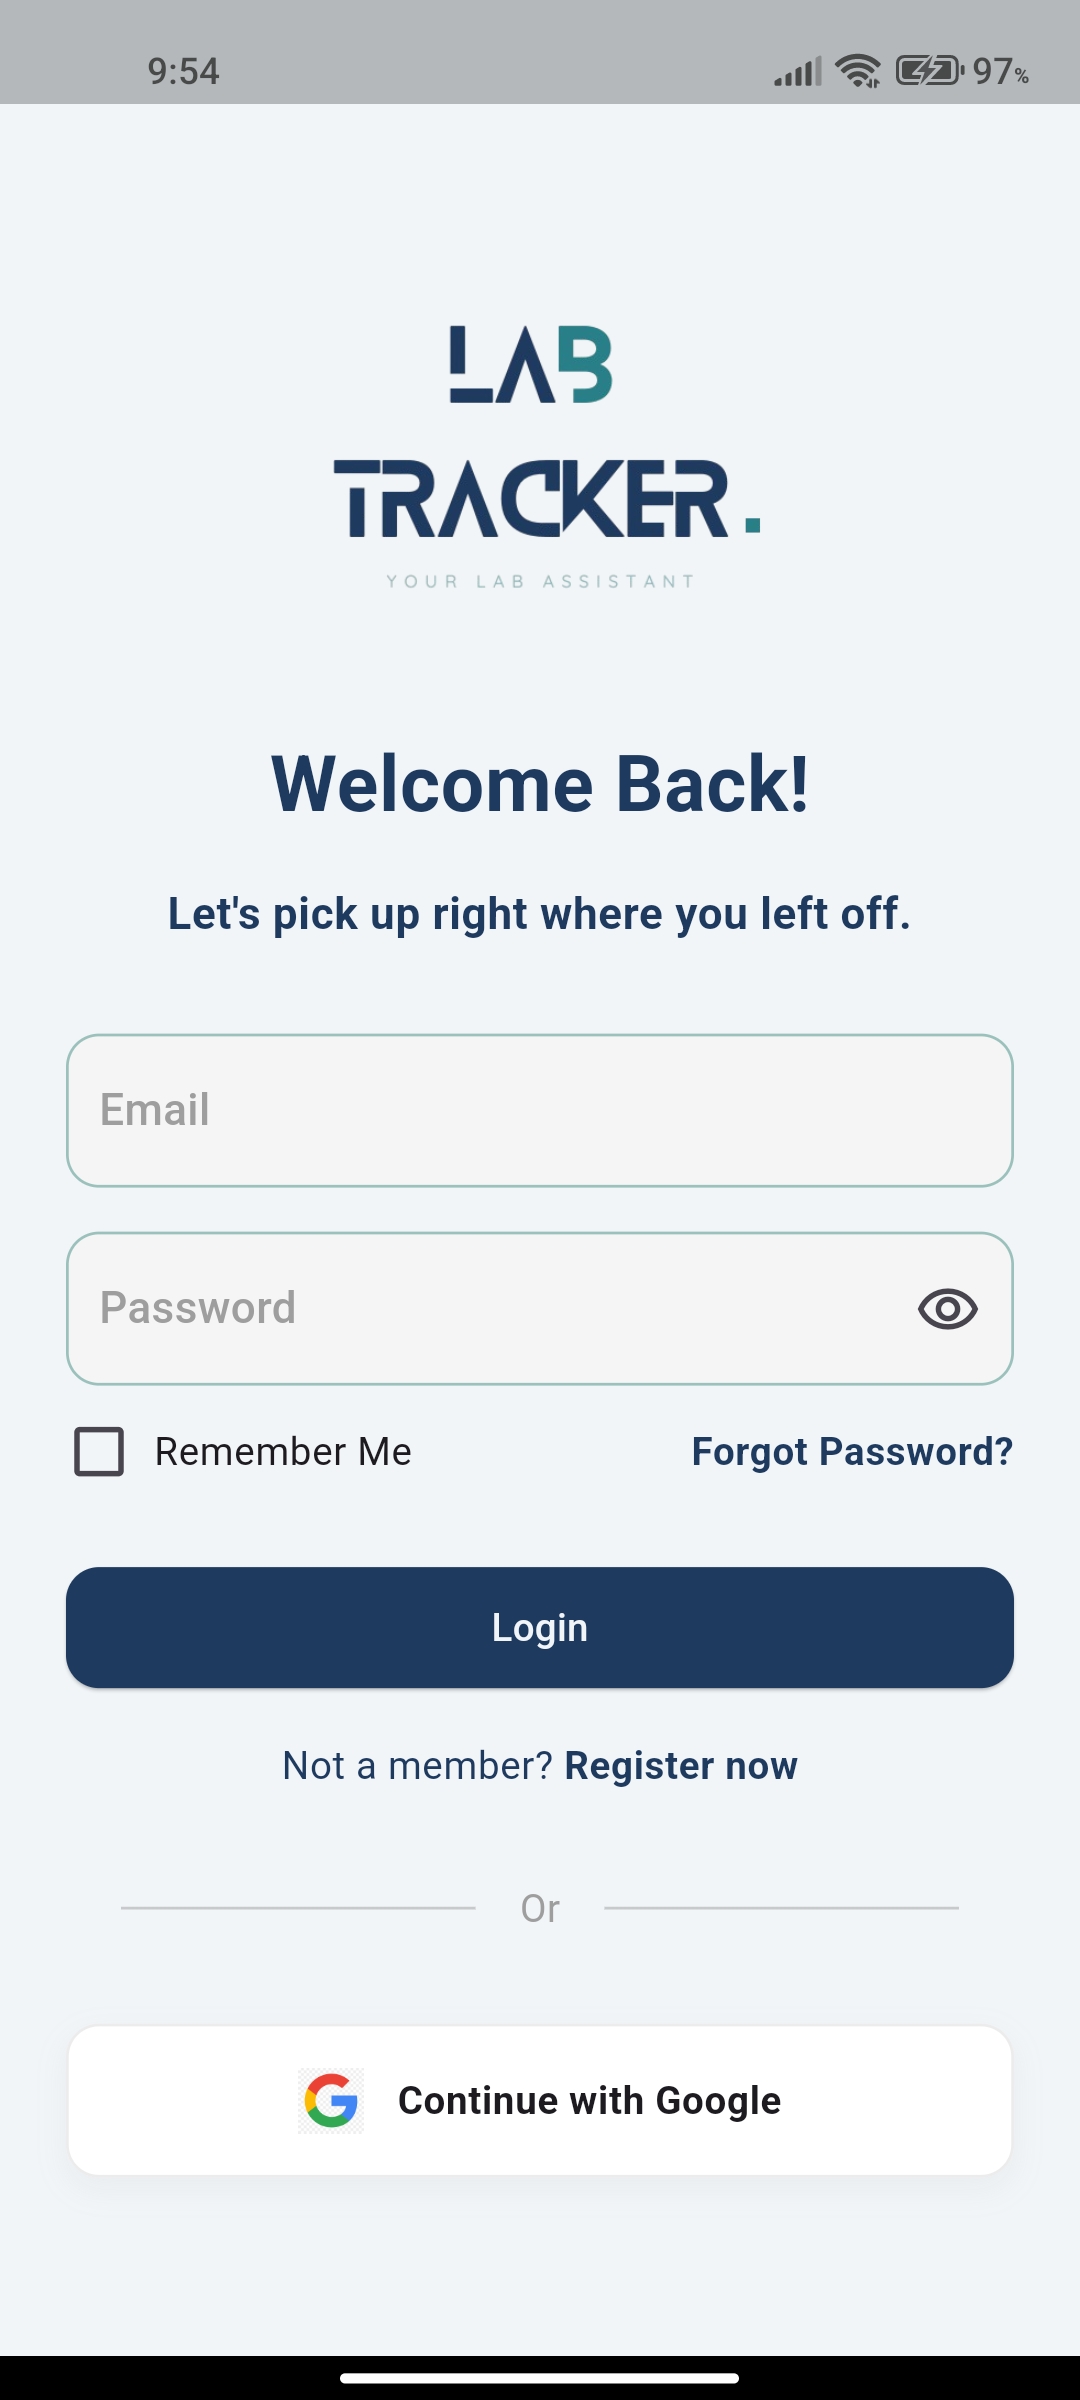 9:54
97%
LAB
TRACKER.
YOUR LAB ASSISTANT
Welcome Back!
Let's pick up right where you left off.
Email
Password
Remember Me
Forgot Password?
Login
Not a member? Register now
Or
Continue with Google